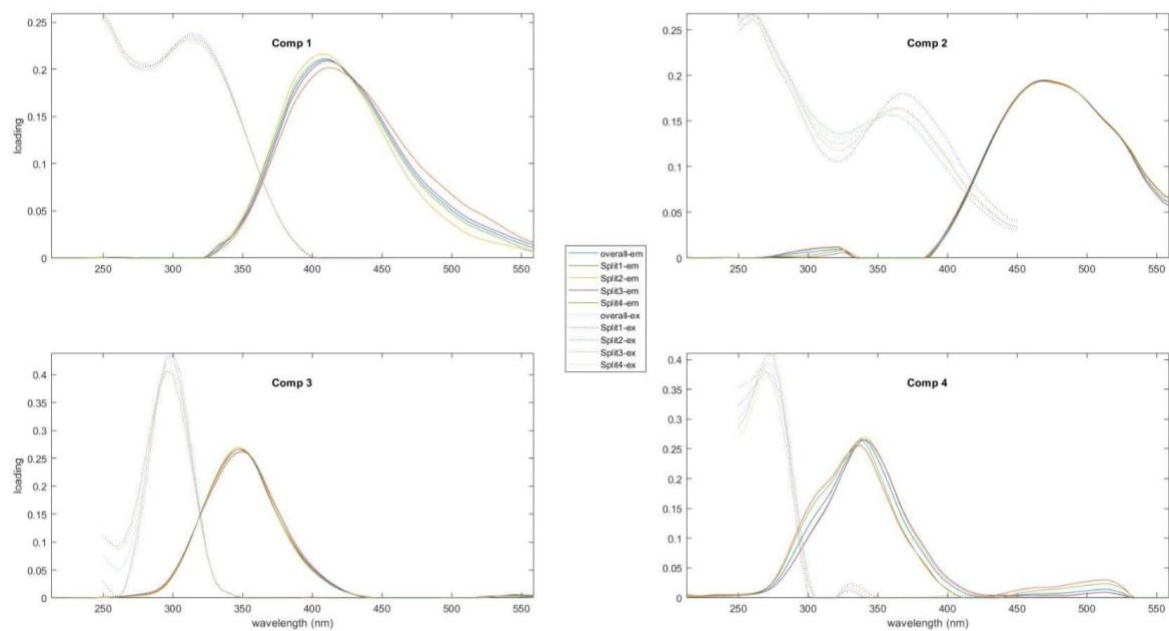 0.25
0.2
0.15
0.1
0.05
0
loading
Comp 1
250 300 350 400 450 500 550
0.25
0.2
0.15
0.1
0.05
0
Comp 2
250 300 350 400 450 500 550
overall-em
Split1-em
Split2-em
Split3-em
Split4-em
overall-ex
Split1-ex
Split2-ex
Split3-ex
Split4-ex
0.4
0.35
0.3
0.25
0.2
0.15
0.1
0.05
0
loading
Comp 3
250 300 350 400 450 500 550
wavelength (nm)
0.4
0.35
0.3
0.25
0.2
0.15
0.1
0.05
0
Comp 4
250 300 350 400 450 500 550
wavelength (nm)